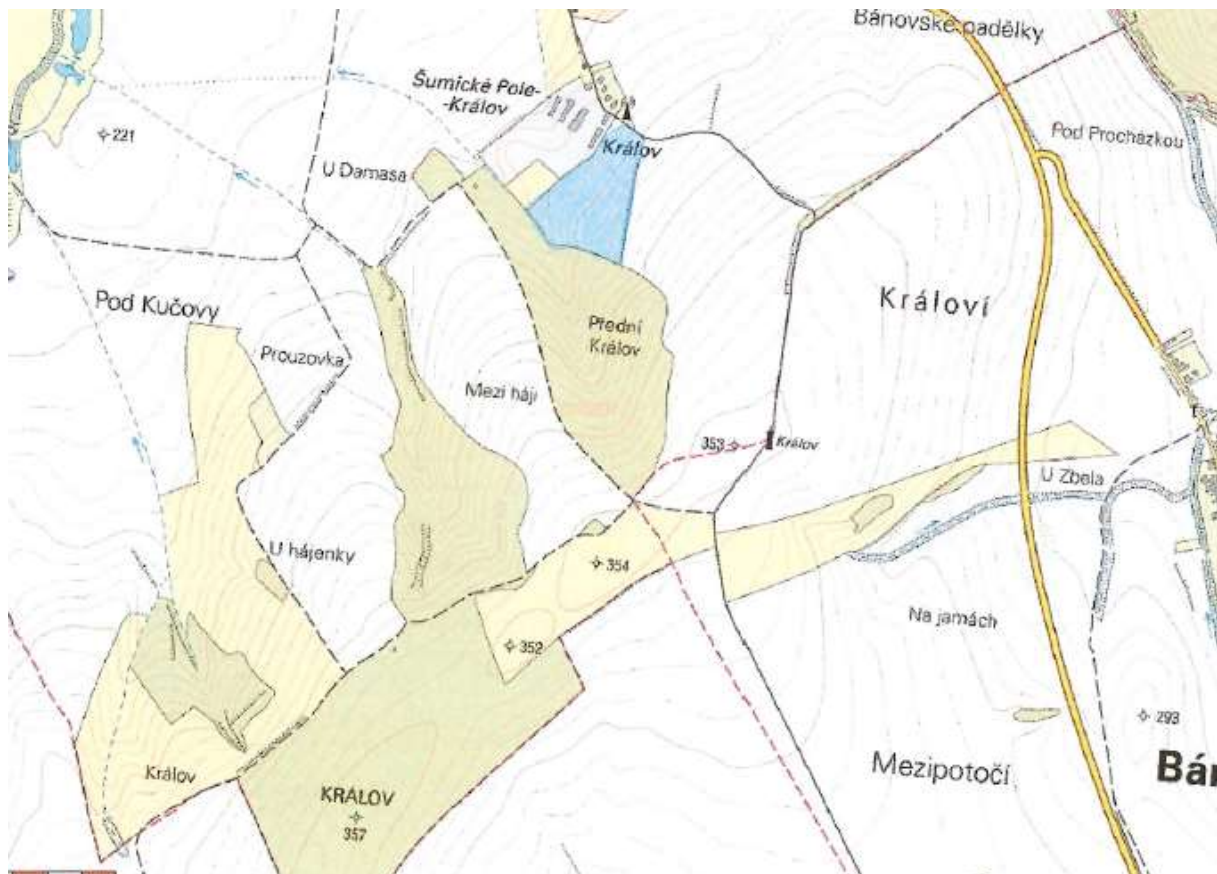 Bánovské padělky
Šumické Pole-
-Králov
221
Pod Procházkou
Králov
U Damasa
Královí
Pod Kučovy
Přední
Králov
Prouzovka
Mezi háji
353
Králov
U Zbela
U hájenky
354
Na jamách
352
293
Mezipotočí
Bán
Králov
KRÁLOV
357